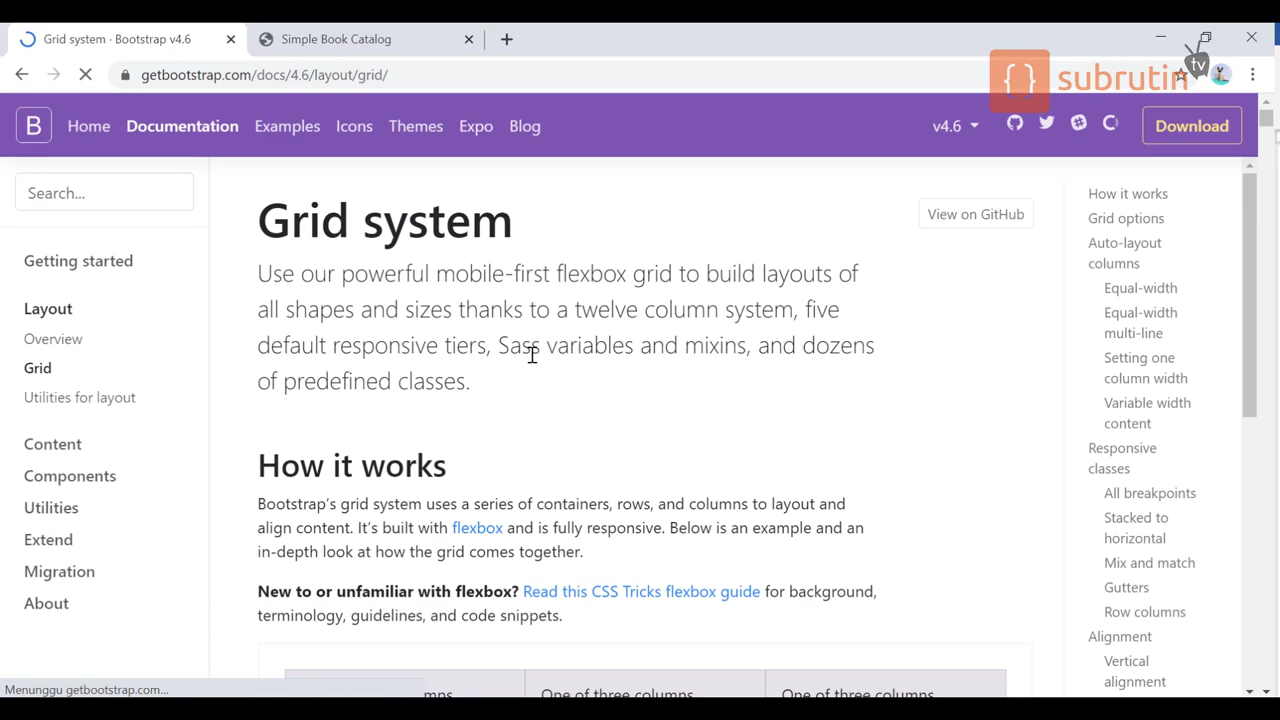 Grid system · Bootstrap v4.6
Simple Book Catalog
getbootstrap.com/docs/4.6/layout/grid/
{ } subrutin tv
B
Home Documentation Examples Icons Themes Expo Blog
v4.6
Download
Search...
Getting started
Layout
Overview
Grid
Utilities for layout
Content
Components
Utilities
Extend
Migration
About
Grid system
View on GitHub
Use our powerful mobile-first flexbox grid to build layouts of
all shapes and sizes thanks to a twelve column system, five
default responsive tiers, Sass variables and mixins, and dozens
of predefined classes.
How it works
Bootstrap’s grid system uses a series of containers, rows, and columns to layout and
align content. It’s built with flexbox and is fully responsive. Below is an example and an
in-depth look at how the grid comes together.
New to or unfamiliar with flexbox? Read this CSS Tricks flexbox guide for background,
terminology, guidelines, and code snippets.
mns One of three columns One of three columns
How it works
Grid options
Auto-layout
columns
Equal-width
Equal-width
multi-line
Setting one
column width
Variable width
content
Responsive
classes
All breakpoints
Stacked to
horizontal
Mix and match
Gutters
Row columns
Alignment
Vertical
alignment
Menunggu getbootstrap.com...